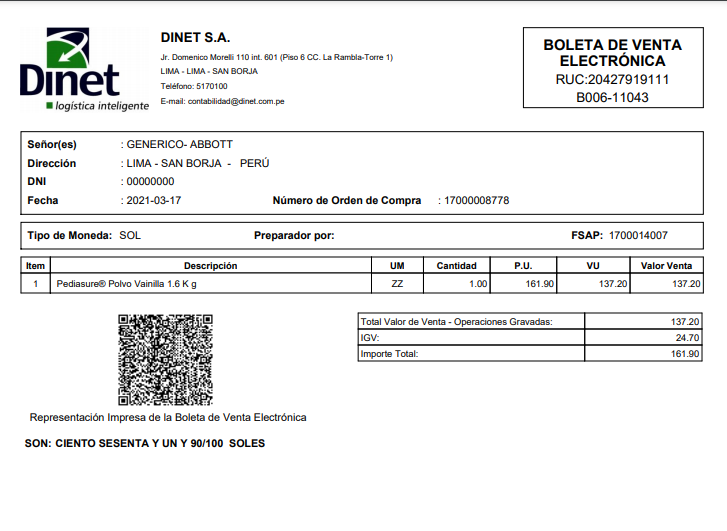 Dinet
logística inteligente
DINET S.A.
Jr. Domenico Morelli 110 int. 601 (Piso 6 CC. La Rambla-Torre 1)
LIMA - LIMA - SAN BORJA
Teléfono: 5170100
E-mail: contabilidad@dinet.com.pe
BOLETA DE VENTA
ELECTRÓNICA
RUC:20427919111
B006-11043
Señor(es) : GENERICO- ABBOTT
Dirección : LIMA - SAN BORJA - PERÚ
DNI : 00000000
Fecha : 2021-03-17 Número de Orden de Compra : 17000008778
Tipo de Moneda: SOL Preparador por: FSAP: 1700014007
Item Descripción UM Cantidad P.U. VU Valor Venta
1 Pediasure® Polvo Vainilla 1.6 K g ZZ 1.00 161.90 137.20 137.20
Total Valor de Venta - Operaciones Gravadas: 137.20
IGV: 24.70
Importe Total: 161.90
Representación Impresa de la Boleta de Venta Electrónica
SON: CIENTO SESENTA Y UN Y 90/100 SOLES